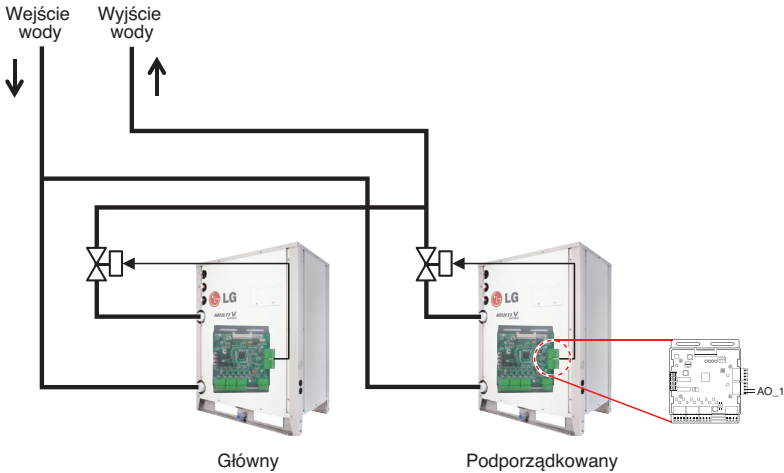 Wejście
wody
Wyjście
wody
LG
MULTI V
LG
MULTI V
AO_1
Główny
Podporządkowany